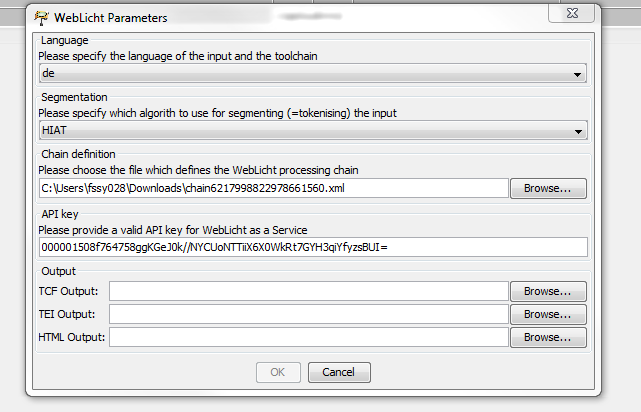 WebLicht Parameters
Language
Please specify the language of the input and the toolchain
de
Segmentation
Please specify which algorith to use for segmenting (=tokenising) the input
HIAT
Chain definition
Please choose the file which defines the WebLicht processing chain
C:\Users\fssy028\Downloads\chain6217998822978661560.xml Browse...
API key
Please provide a valid API key for WebLicht as a Service
000001508f764758ggKGeJ0k//NYCUoNTTiiX6X0WkRt7GYH3qiYfyzsBUI=
Output
TCF Output: Browse...
TEI Output: Browse...
HTML Output: Browse...
OK Cancel